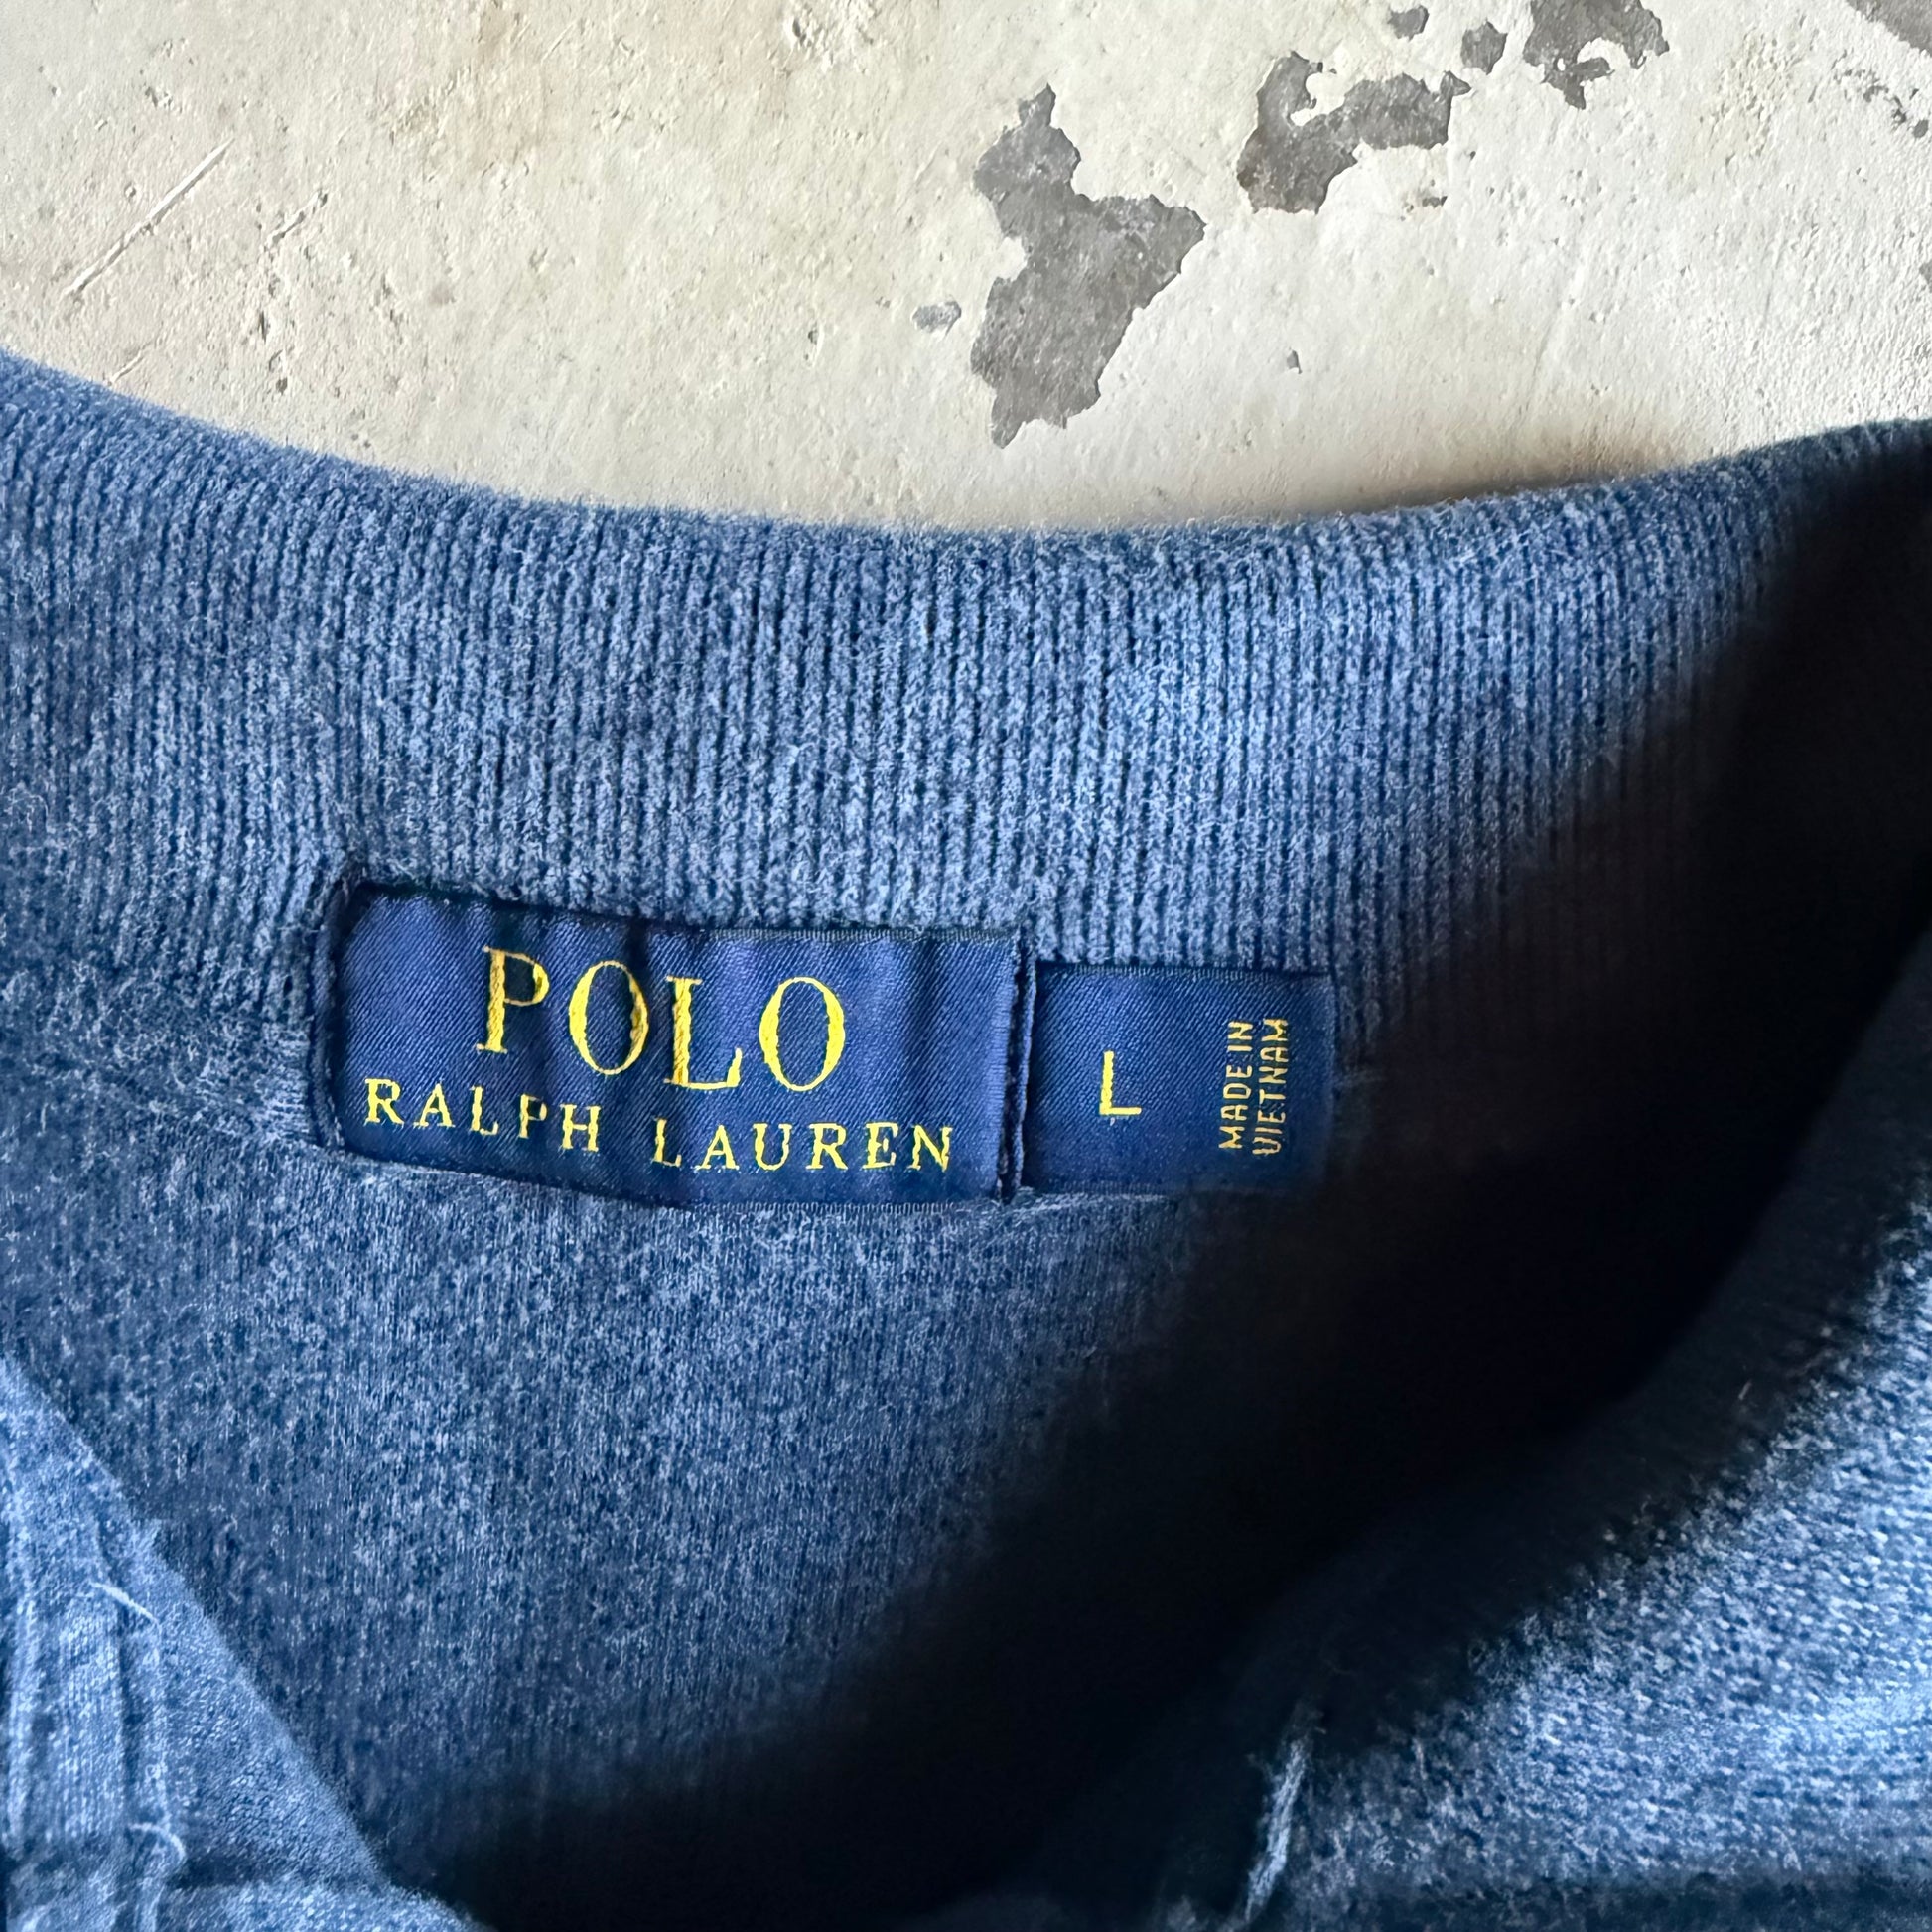 POLO
RALPH LAUREN
L
MADE IN
VIETNAM